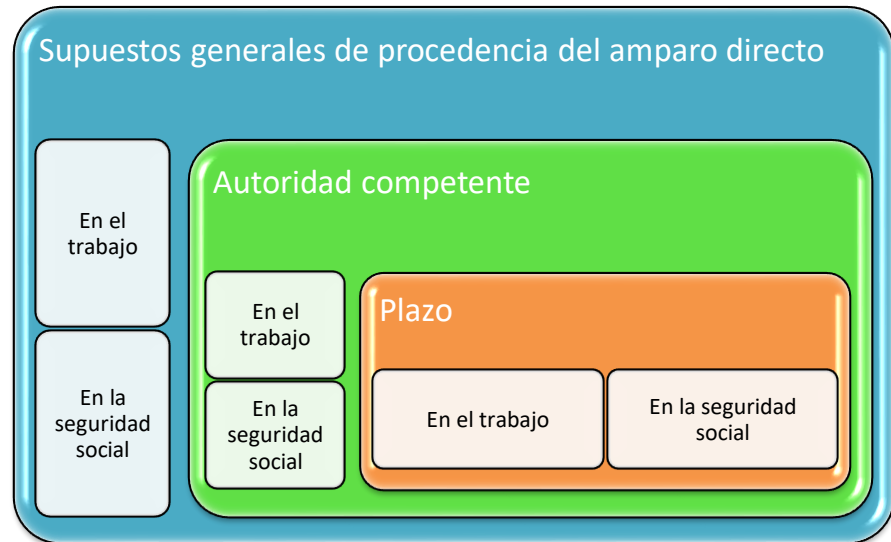 Supuestos generales de procedencia del amparo directo
En el
trabajo
En la
seguridad
social
Autoridad competente
En el
trabajo
En la
seguridad
social
Plazo
En el trabajo
En la seguridad
social